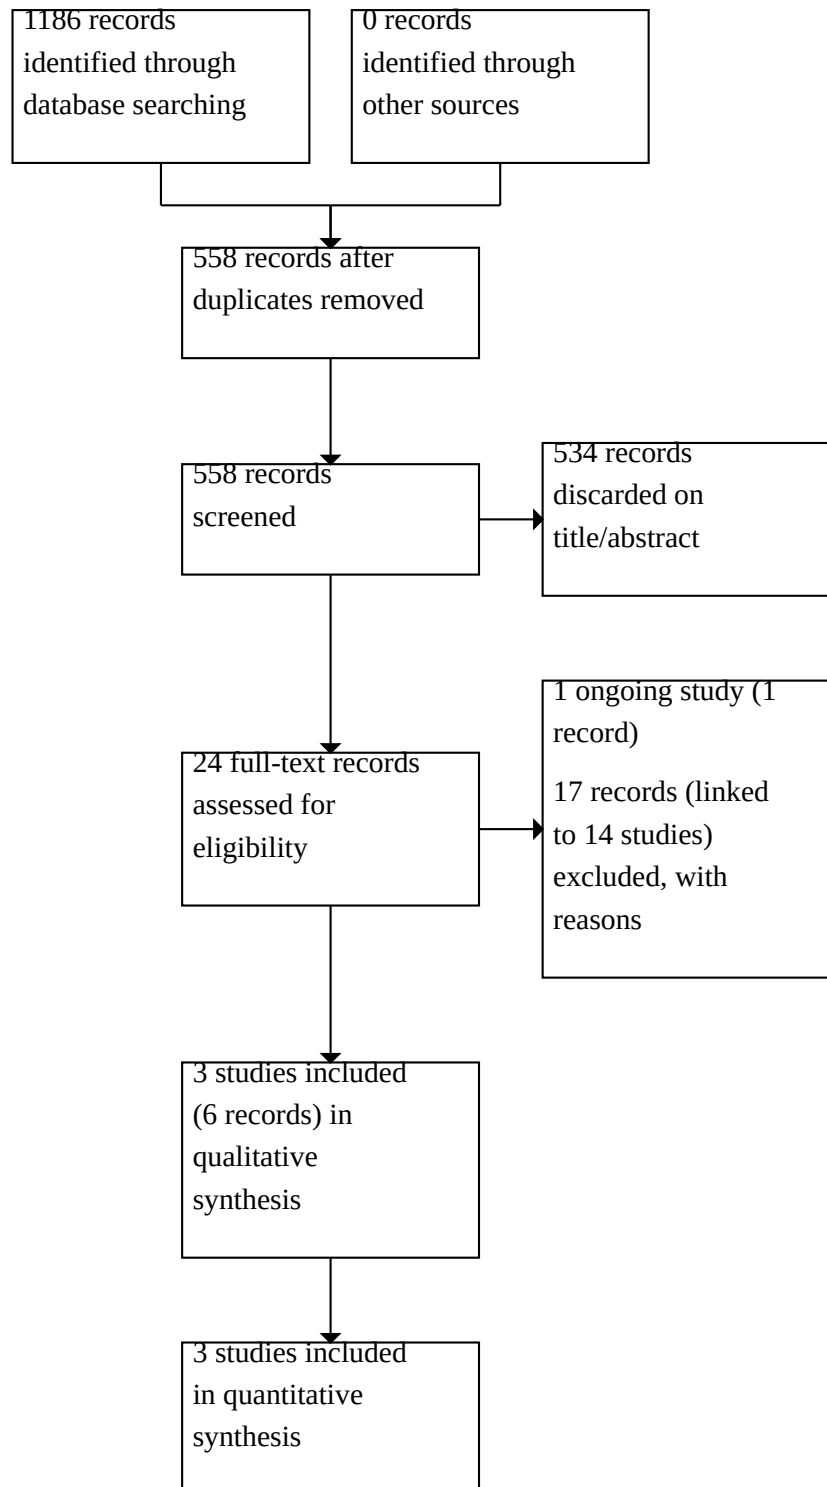 1186 records
identified through
database searching
0 records
identified through
other sources
558 records after
duplicates removed
558 records
screened
534 records
discarded on
title/abstract
24 full-text records
assessed for
eligibility
1 ongoing study (1
record)
17 records (linked
to 14 studies)
excluded, with
reasons
3 studies included
(6 records) in
qualitative
synthesis
3 studies included
in quantitative
synthesis